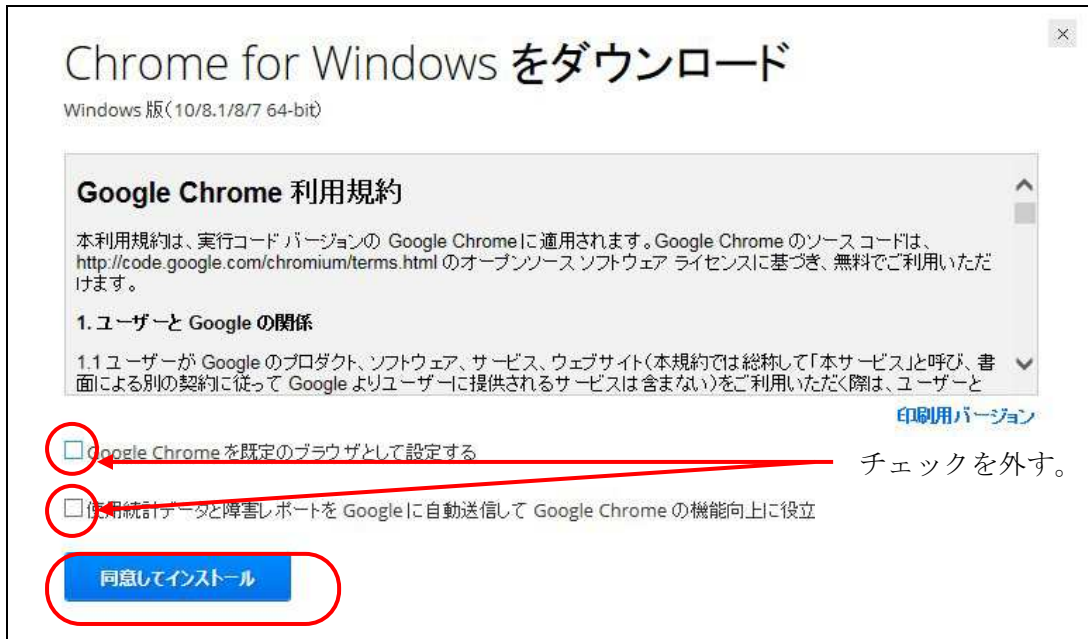 ×
Chrome for Windows をダウンロード
Windows 版(10/8.1/8/7 64-bit)
Google Chrome 利用規約
本利用規約は、実行コード バージョンの Google Chromeに適用されます。Google Chrome のソース コードは、
http://code.google.com/chromium/terms.html のオープンソース ソフトウェア ライセンスに基づき、無料でご利用いただ
けます。
1. ユーザーと Google の関係
1.1 ユーザーが Google のプロダクト、ソフトウェア、サービス、ウェブサイト(本規約では総称して「本サービス」と呼び、書
面による別の契約に従って Google よりユーザーに提供されるサービスは含まない)をご利用いただく際は、ユーザーと
印刷用バージョン
Google Chrome を既定のブラウザとして設定する
チェックを外す。
使用統計データと障害レポートを Google に自動送信して Google Chrome の機能向上に役立
同意してインストール